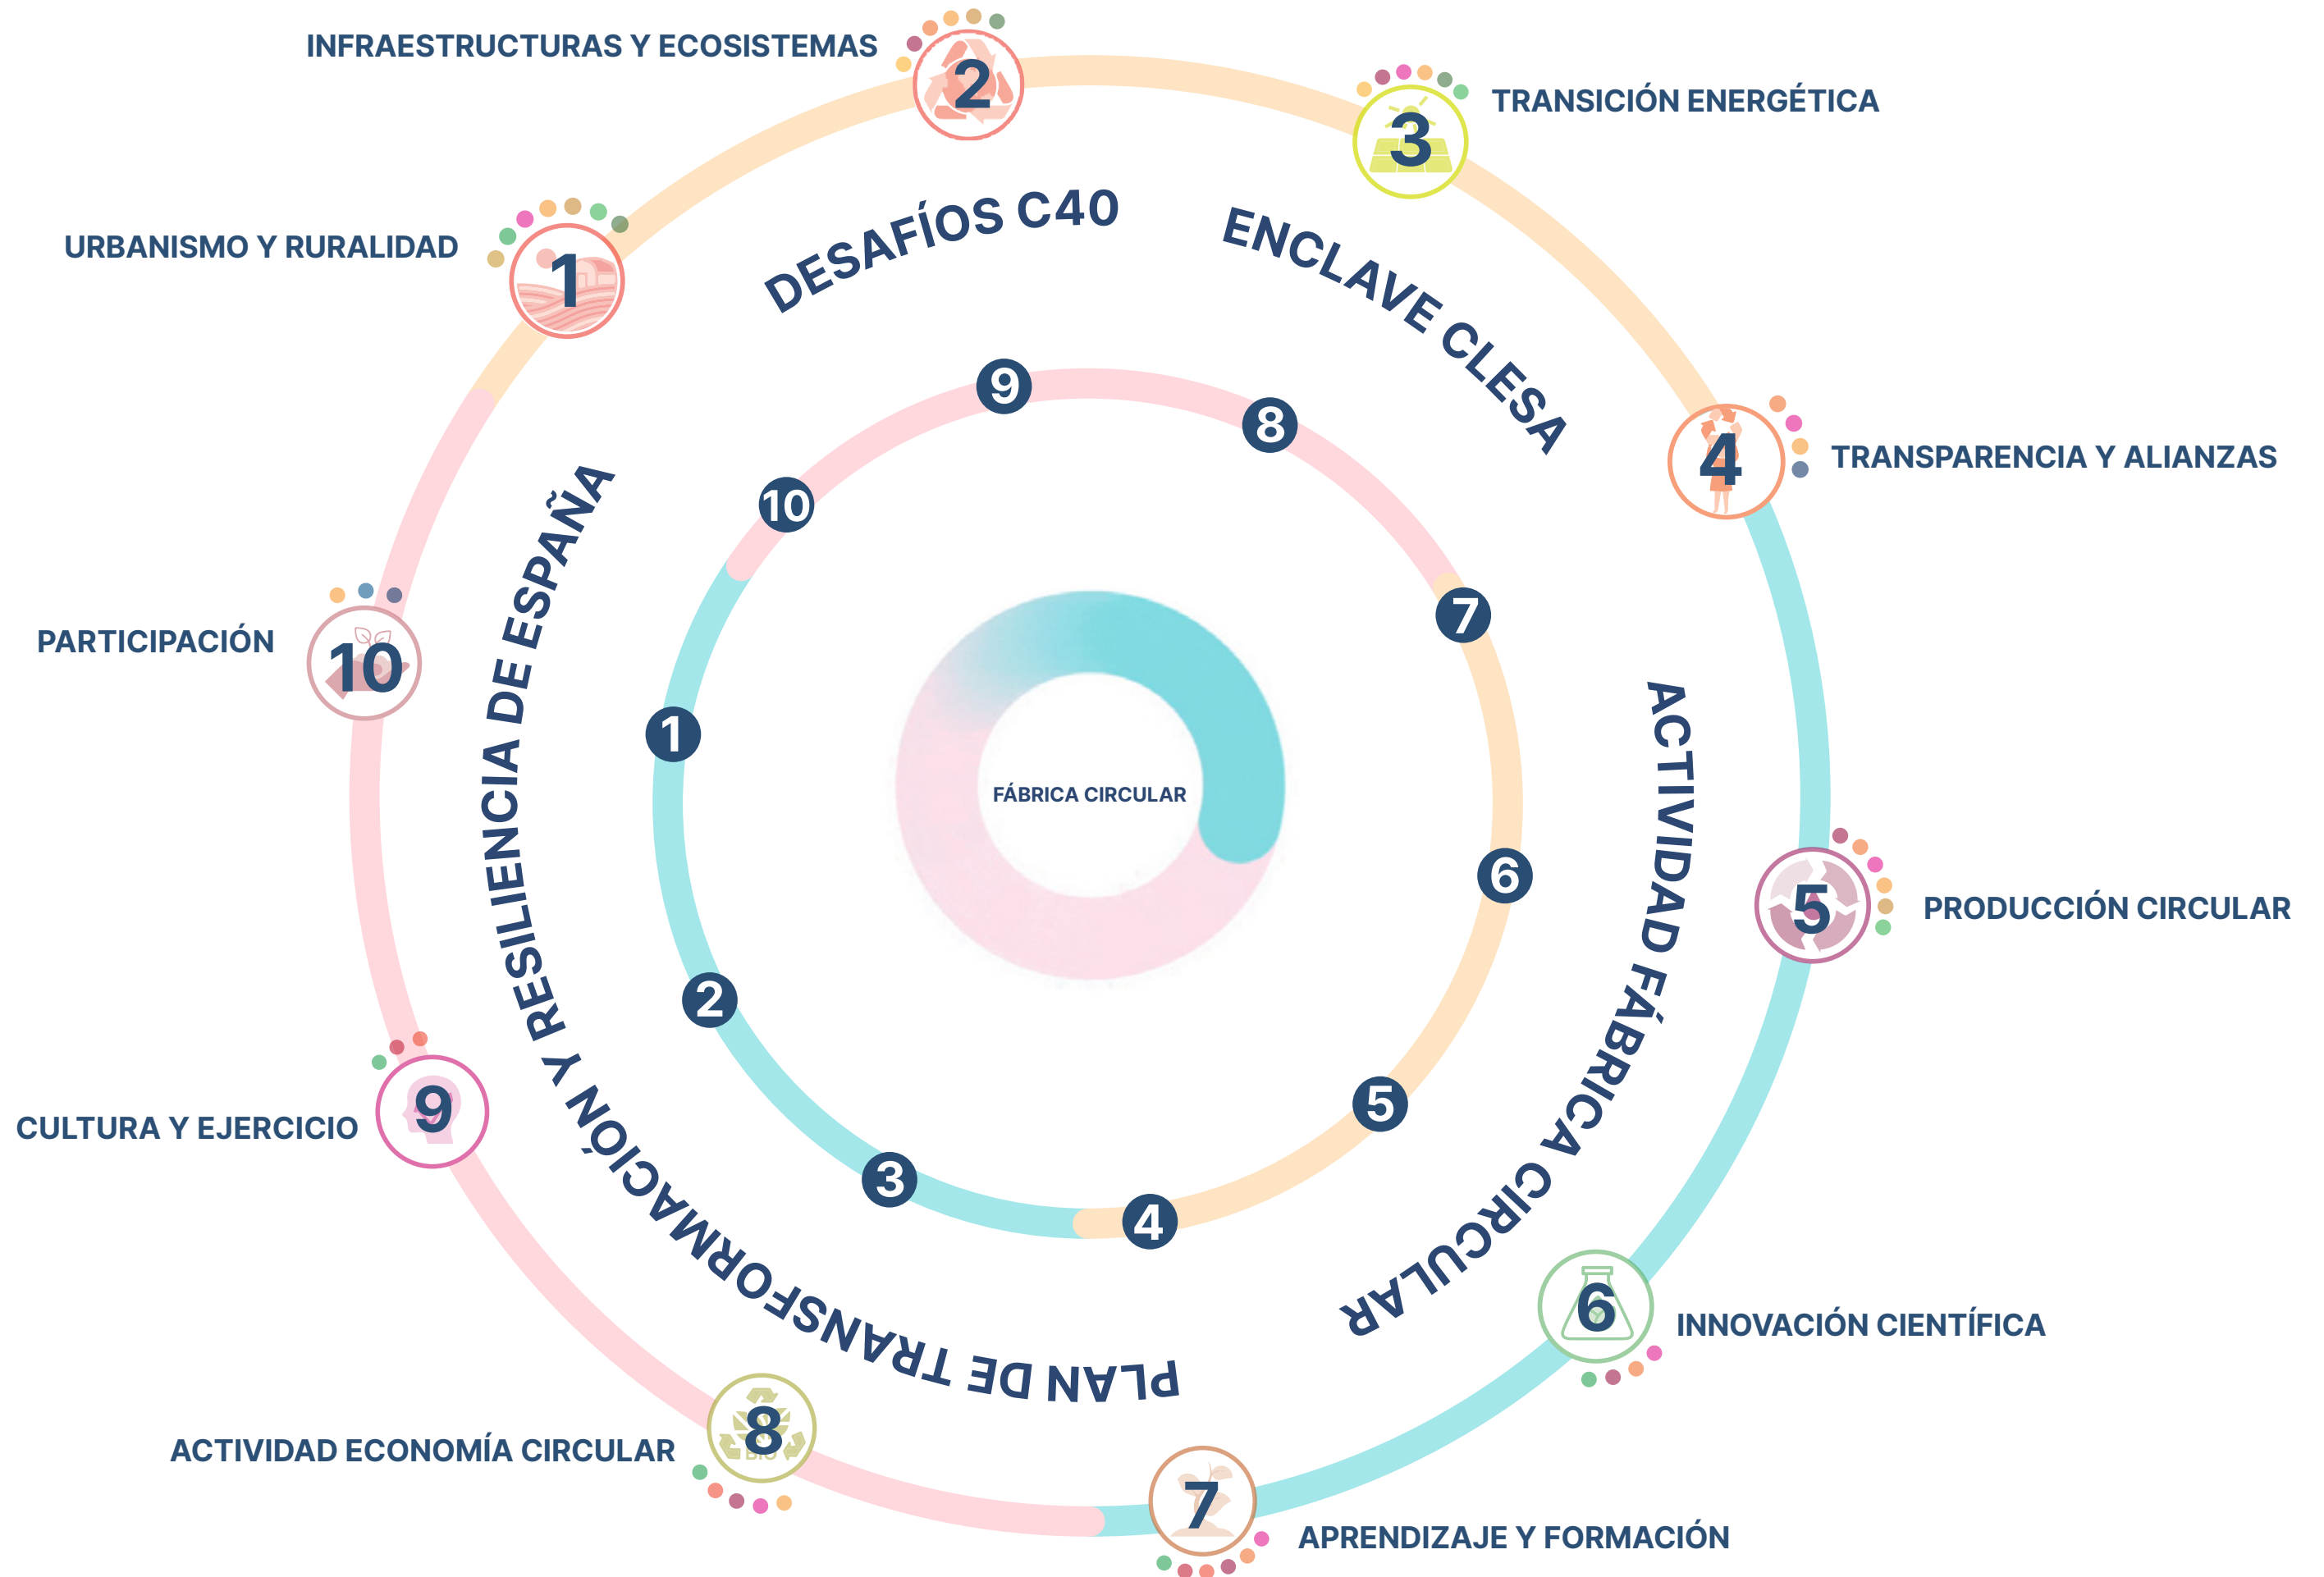 INFRAESTRUCTURAS Y ECOSISTEMAS
2
3
TRANSICIÓN ENERGÉTICA
URBANISMO Y RURALIDAD
1
4
TRANSPARENCIA Y ALIANZAS
PARTICIPACIÓN
10
5
PRODUCCIÓN CIRCULAR
CULTURA Y EJERCICIO
9
6
INNOVACIÓN CIENTÍFICA
ACTIVIDAD ECONOMÍA CIRCULAR
8
BIO
7
APRENDIZAJE Y FORMACIÓN
DESAFÍOS C40
ENCLAVE CLESA
ACTIVIDAD FÁBRICA CIRCULAR
PLAN DE TRANSFORMACIÓN Y RESILIENCIA DE ESPAÑA
9
8
10
7
1
6
2
5
3
4
FÁBRICA CIRCULAR